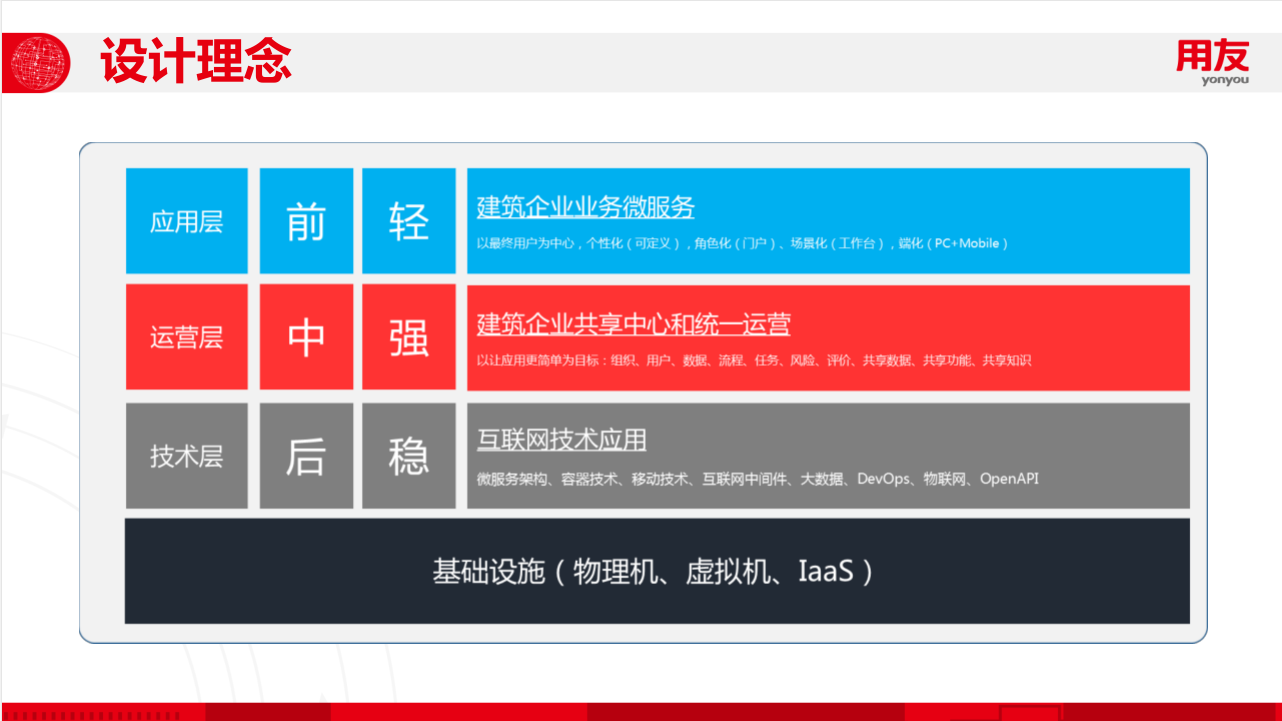 设计理念
用友
yonyou
应用层
前
轻
建筑企业业务微服务
以最终用户为中心，个性化（可定义），角色化（门户）、场景化（工作台），端化（PC+Mobile）
运营层
中
强
建筑企业共享中心和统一运营
以让应用更简单为目标：组织、用户、数据、流程、任务、风险、评价、共享数据、共享功能、共享知识
技术层
后
稳
互联网技术应用
微服务架构、容器技术、移动技术、互联网中间件、大数据、DevOps、物联网、OpenAPI
基础设施（物理机、虚拟机、IaaS）